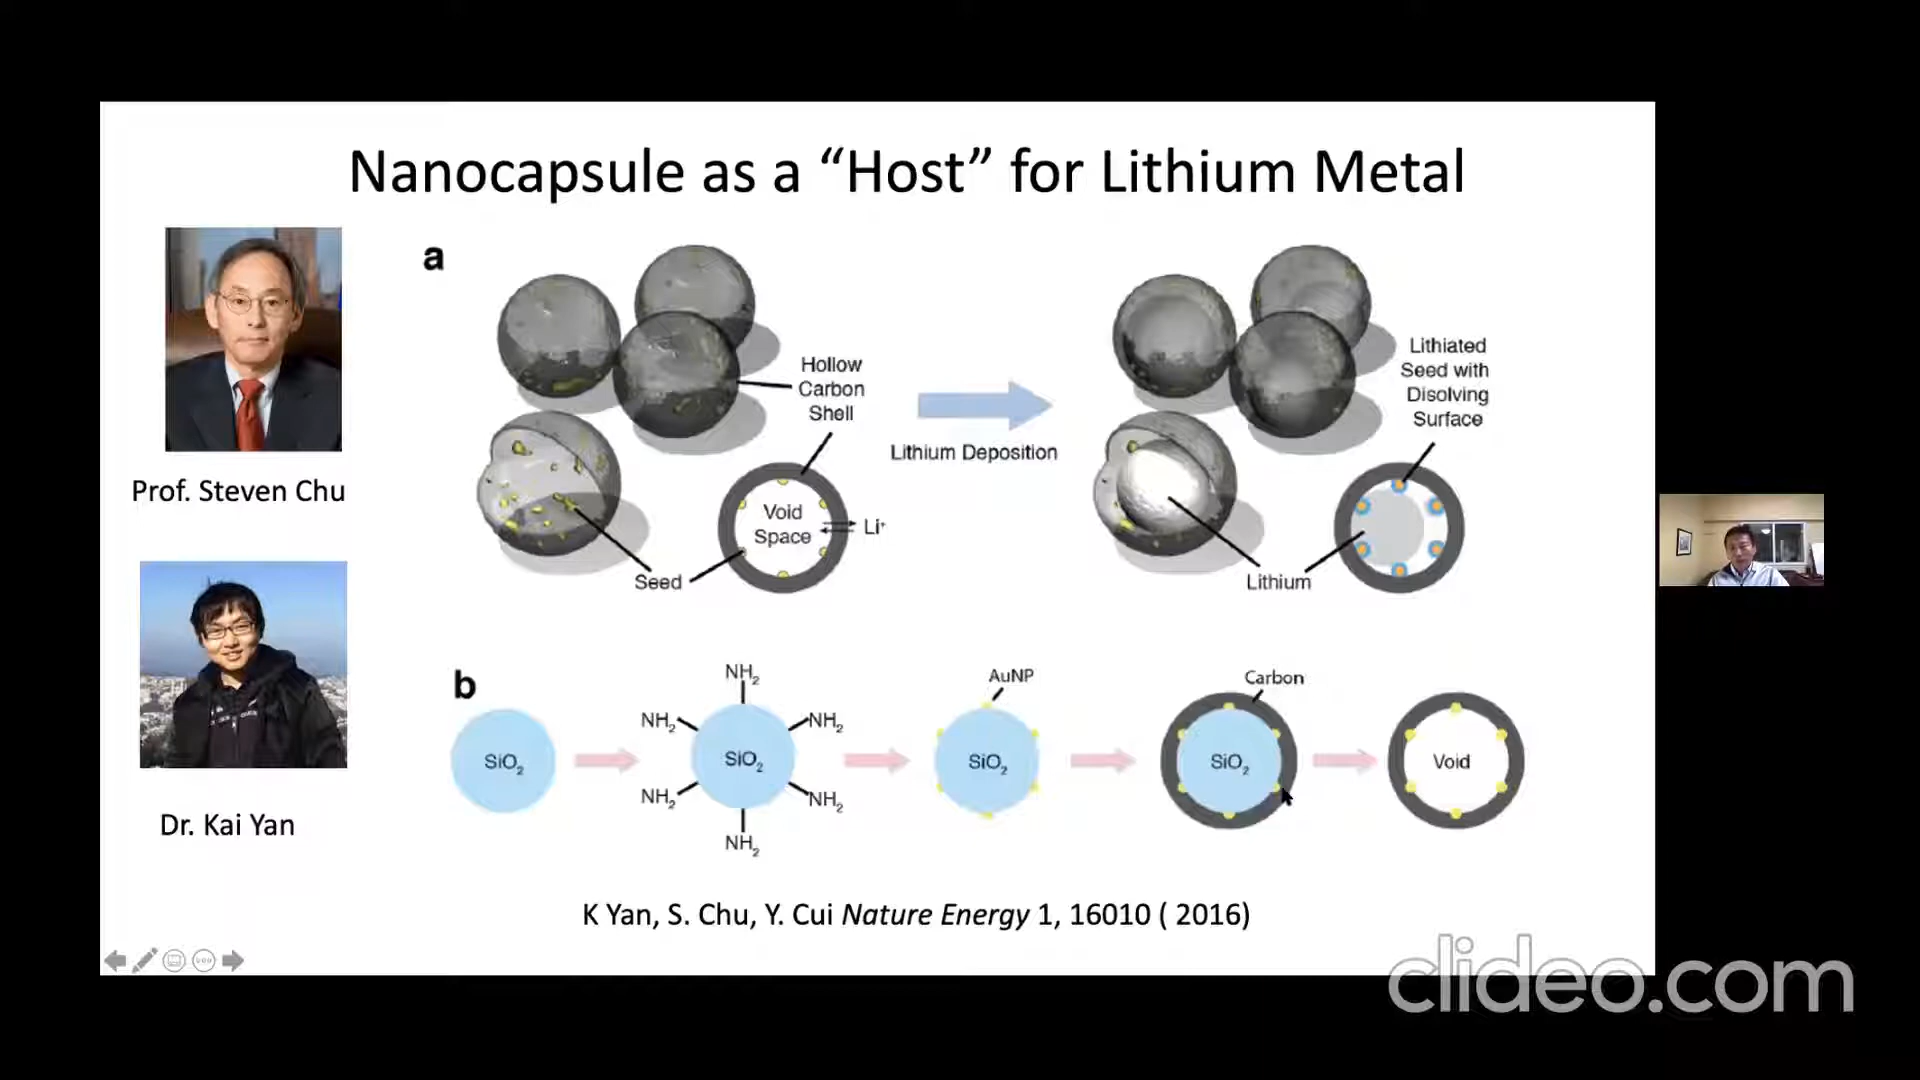 Nanocapsule as a “Host” for Lithium Metal
Prof. Steven Chu
Dr. Kai Yan
a
Hollow
Carbon
Shell
Void
Space
Li⁺
Seed
Lithium Deposition
Lithiated
Seed with
Disolving
Surface
Lithium
b
SiO₂
NH₂
NH₂
NH₂
SiO₂
NH₂
NH₂
NH₂
AuNP
SiO₂
Carbon
SiO₂
Void
K Yan, S. Chu, Y. Cui Nature Energy 1, 16010 ( 2016)
clideo.com